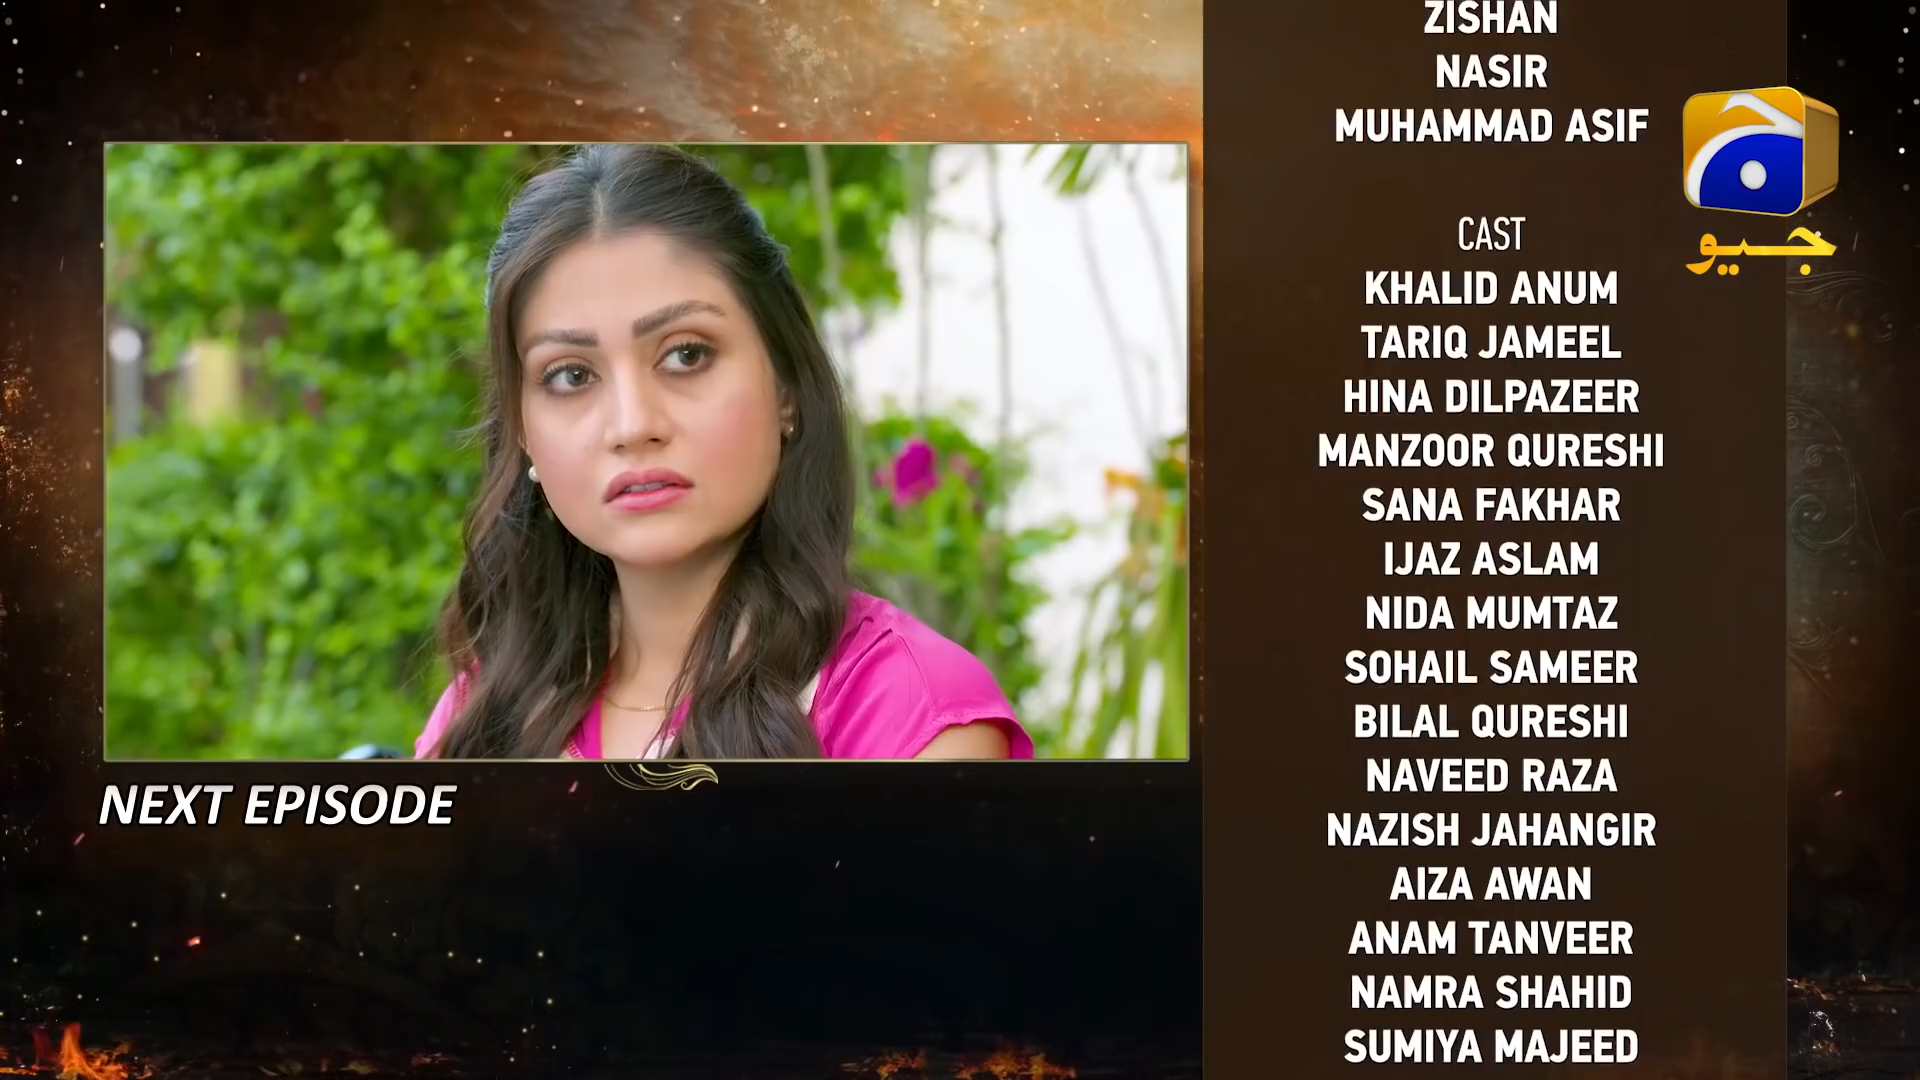 ZISHAN
NASIR
MUHAMMAD ASIF
جیو
CAST
KHALID ANUM
TARIQ JAMEEL
HINA DILPAZEER
MANZOOR QURESHI
SANA FAKHAR
IJAZ ASLAM
NIDA MUMTAZ
SOHAIL SAMEER
BILAL QURESHI
NAVEED RAZA
NAZISH JAHANGIR
AIZA AWAN
ANAM TANVEER
NAMRA SHAHID
SUMIYA MAJEED
NEXT EPISODE